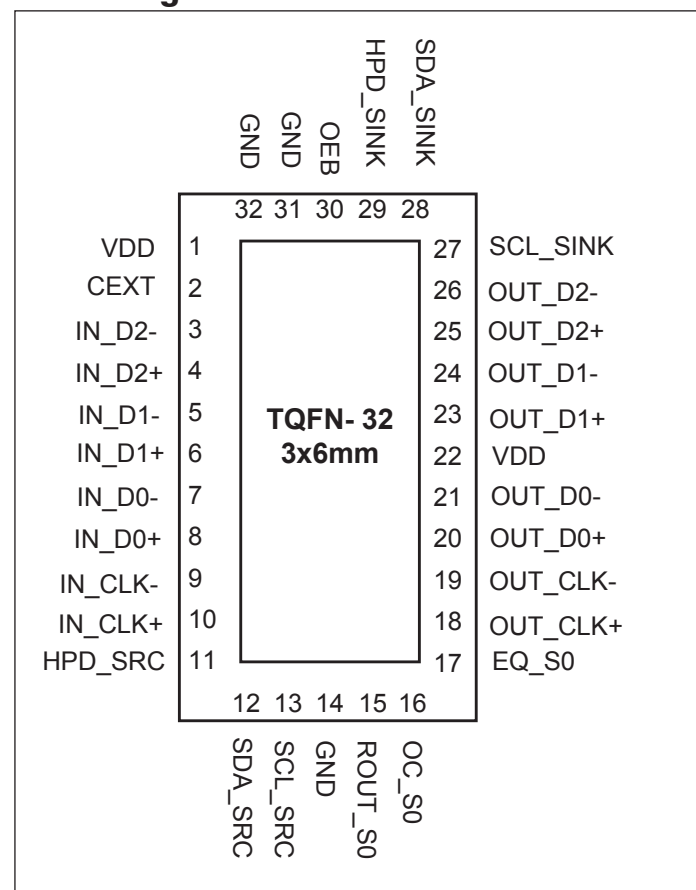 HPD_SINK
SDA_SINK
GND
GND
OEB
32 31 30 29 28
VDD 1 27 SCL_SINK
CEXT 2 26 OUT_D2-
IN_D2- 3 25 OUT_D2+
IN_D2+ 4 24 OUT_D1-
IN_D1- 5 TQFN- 32 23 OUT_D1+
IN_D1+ 6 3x6mm 22 VDD
IN_D0- 7 21 OUT_D0-
IN_D0+ 8 20 OUT_D0+
IN_CLK- 9 19 OUT_CLK-
IN_CLK+ 10 18 OUT_CLK+
HPD_SRC 11 17 EQ_S0
12 13 14 15 16
SDA_SRC
SCL_SRC
GND
ROUT_S0
OC_S0